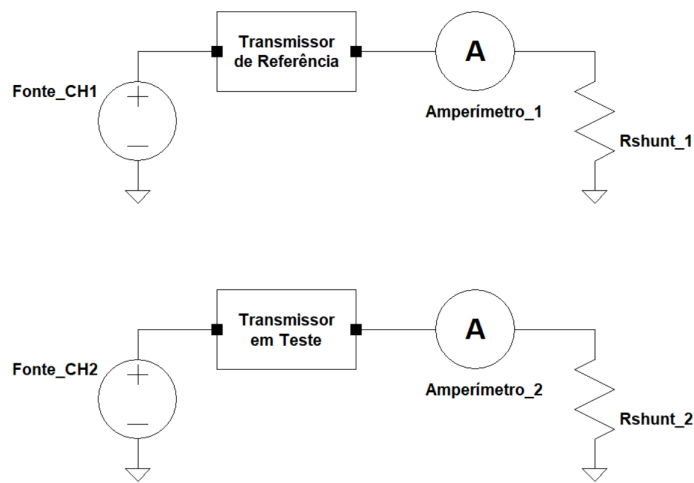 Transmissor
de Referência
A
Fonte_CH1
Amperímetro_1
Rshunt_1
Transmissor
em Teste
A
Fonte_CH2
Amperímetro_2
Rshunt_2